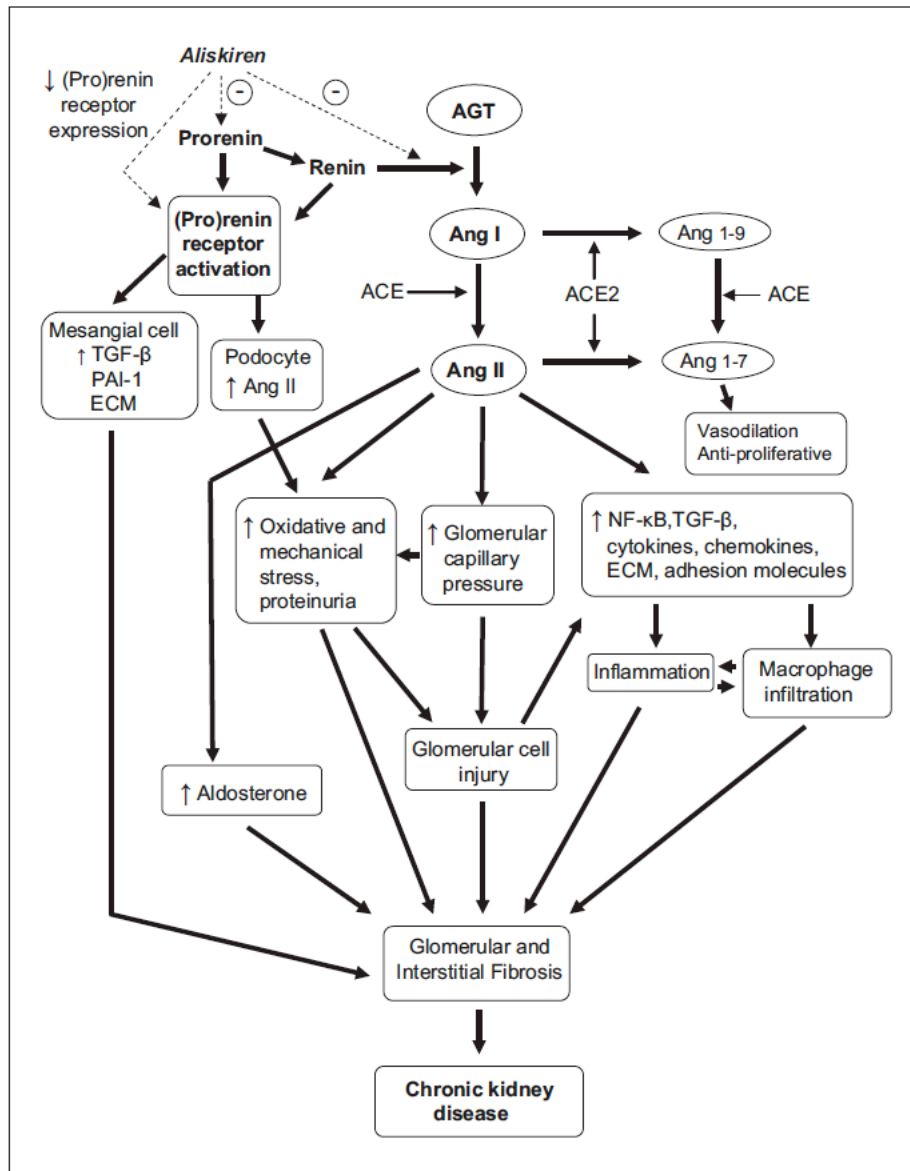 Aliskiren
↓ (Pro)renin
receptor
expression
-
-
Prorenin
Renin
AGT
(Pro)renin
receptor
activation
Ang I
Ang 1-9
ACE
ACE2
ACE
Mesangial cell
↑ TGF-β
PAI-1
ECM
Podocyte
↑ Ang II
Ang II
Ang 1-7
Vasodilation
Anti-proliferative
↑ Oxidative and
mechanical
stress,
proteinuria
↑ Glomerular
capillary
pressure
↑ NF-κB,TGF-β,
cytokines, chemokines,
ECM, adhesion molecules
Inflammation
Macrophage
infiltration
Glomerular cell
injury
↑ Aldosterone
Glomerular and
Interstitial Fibrosis
Chronic kidney
disease